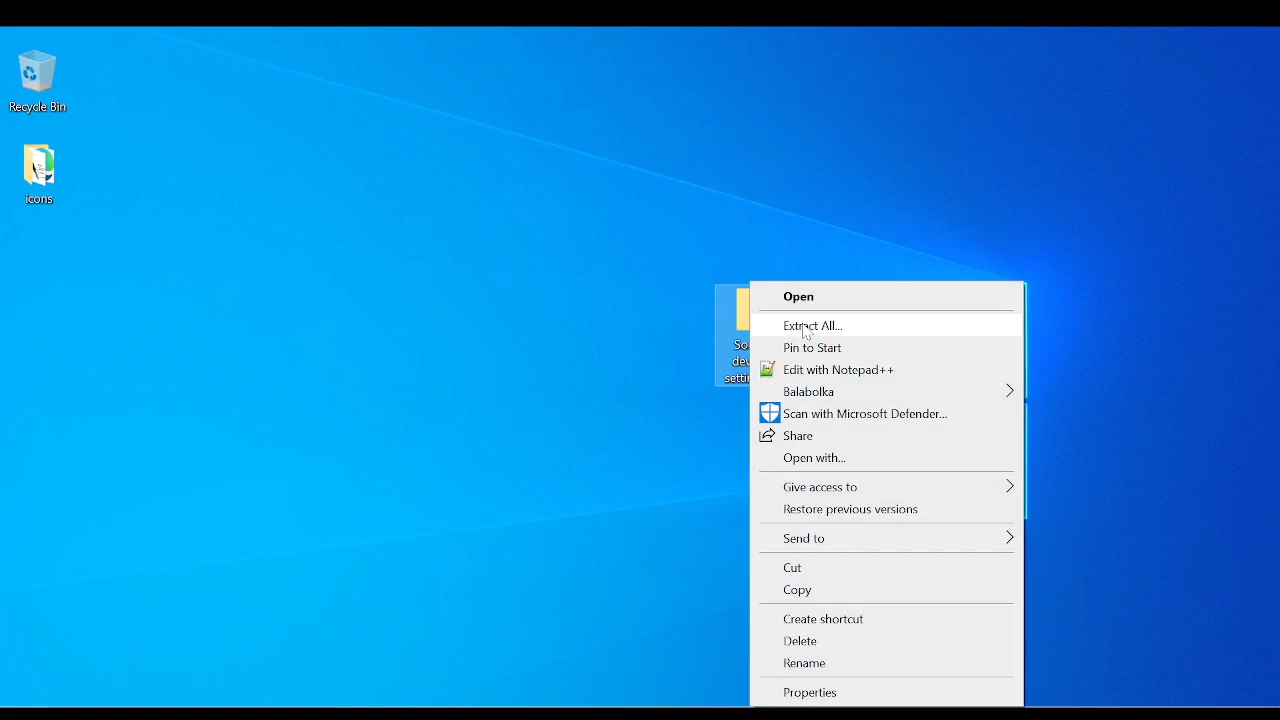 Recycle Bin
icons
Open
Extract All...
Pin to Start
Edit with Notepad++
Balabolka
Scan with Microsoft Defender...
Share
Open with...
Give access to
Restore previous versions
Send to
Cut
Copy
Create shortcut
Delete
Rename
Properties